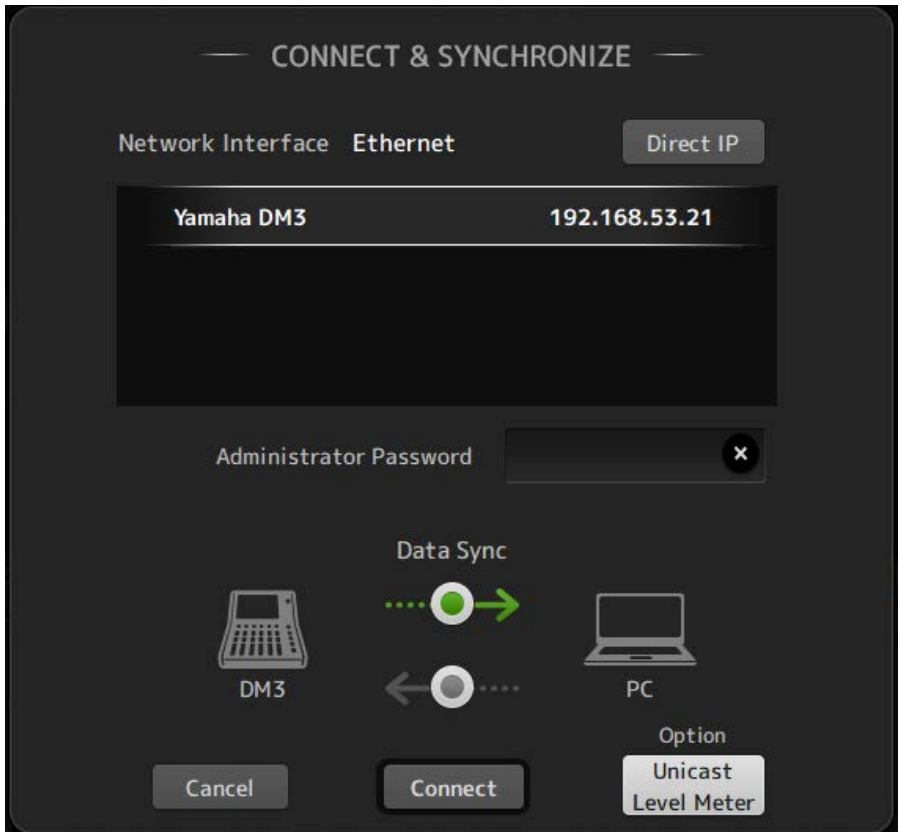 CONNECT & SYNCHRONIZE
Network Interface Ethernet Direct IP
Yamaha DM3 192.168.53.21
Administrator Password
Data Sync
DM3 PC
Option
Cancel Connect Unicast
Level Meter